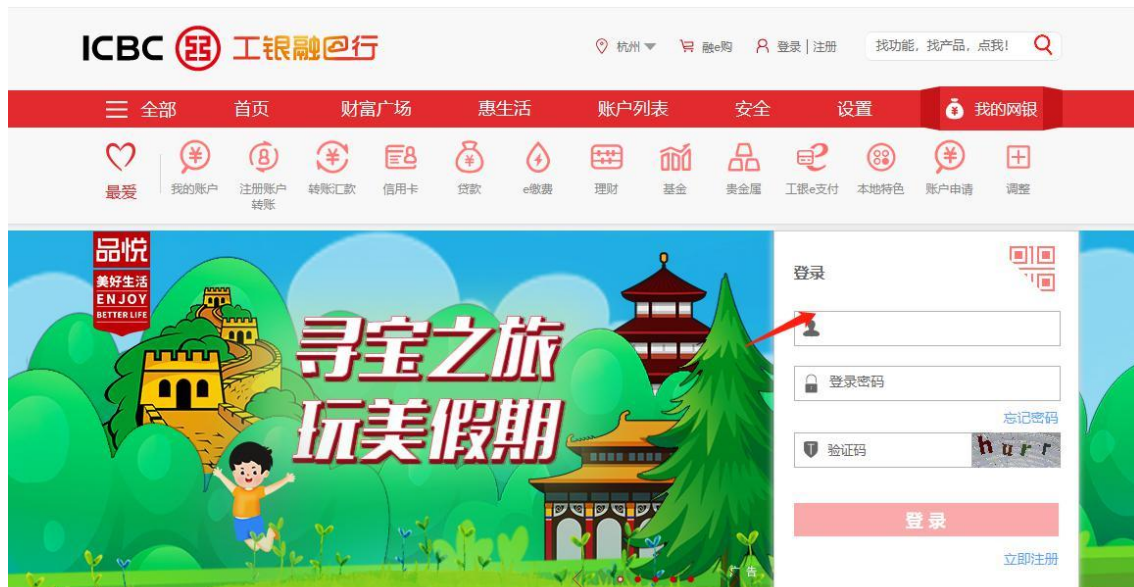 ICBC 工银融e行
杭州 融e购 登录 | 注册 找功能,找产品,点我!
全部 首页 财富广场 惠生活 账户列表 安全 设置 我的网银
最爱 我的账户 注册账户转账 转账汇款 信用卡 贷款 e缴费 理财 基金 贵金属 工银e支付 本地特色 账户申请 调整
品悦
美好生活
ENJOY
BETTER LIFE
寻宝之旅
玩美假期
广告
登录
登录密码
忘记密码
验证码 hurr
登录
立即注册